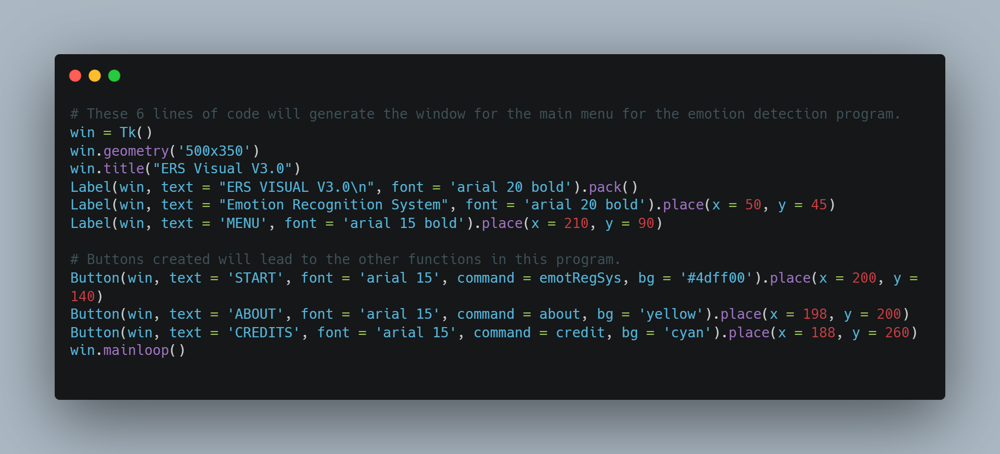 # These 6 lines of code will generate the window for the main menu for the emotion detection program.
win = Tk()
win.geometry('500x350')
win.title("ERS Visual V3.0")
Label(win, text = "ERS VISUAL V3.0\n", font = 'arial 20 bold').pack()
Label(win, text = "Emotion Recognition System", font = 'arial 20 bold').place(x = 50, y = 45)
Label(win, text = 'MENU', font = 'arial 15 bold').place(x = 210, y = 90)

# Buttons created will lead to the other functions in this program.
Button(win, text = 'START', font = 'arial 15', command = emotRegSys, bg = '#4dff00').place(x = 200, y =
140)
Button(win, text = 'ABOUT', font = 'arial 15', command = about, bg = 'yellow').place(x = 198, y = 200)
Button(win, text = 'CREDITS', font = 'arial 15', command = credit, bg = 'cyan').place(x = 188, y = 260)
win.mainloop()